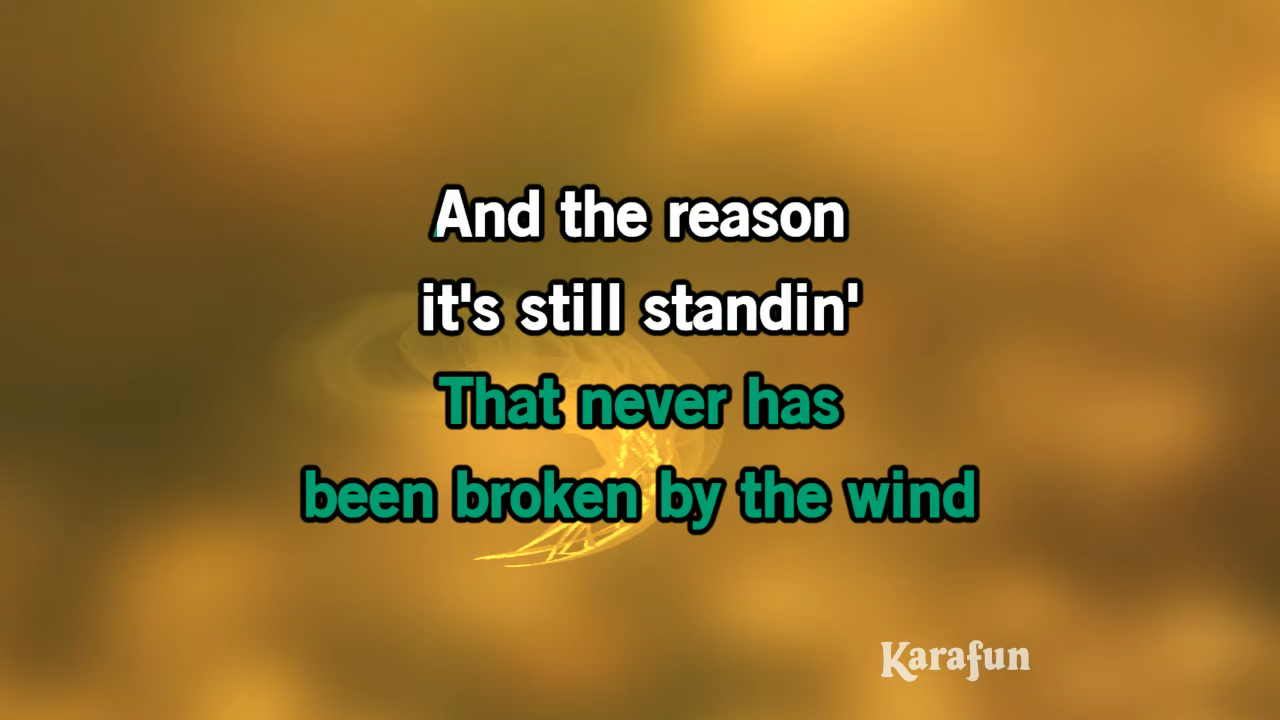 And the reason
it's still standin'
That never has
been broken by the wind
Karafun